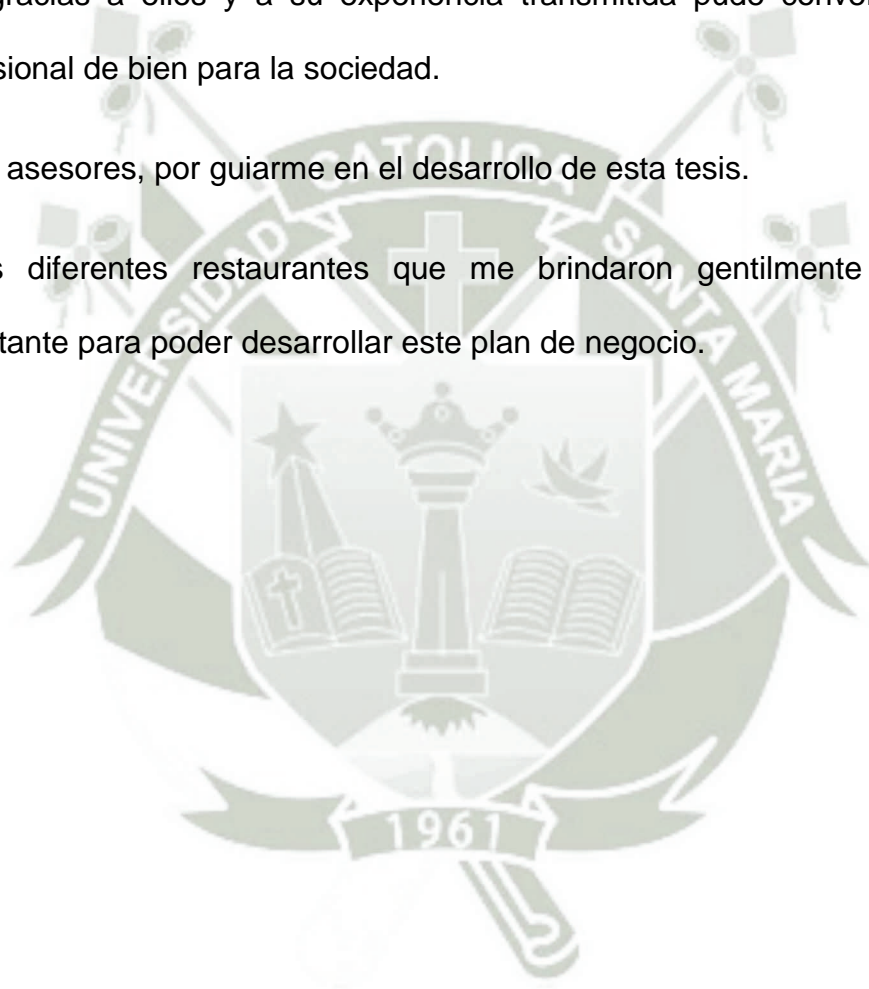 gracias a ellos y a su experiencia transmitida pude
sional de bien para la sociedad.
asesores, por guiarme en el desarrollo de esta tesis.
s diferentes restaurantes que me brindaron gentilmente
tante para poder desarrollar este plan de negocio.
UNIVERSIDAD CATOLICA SANTA MARIA
1961